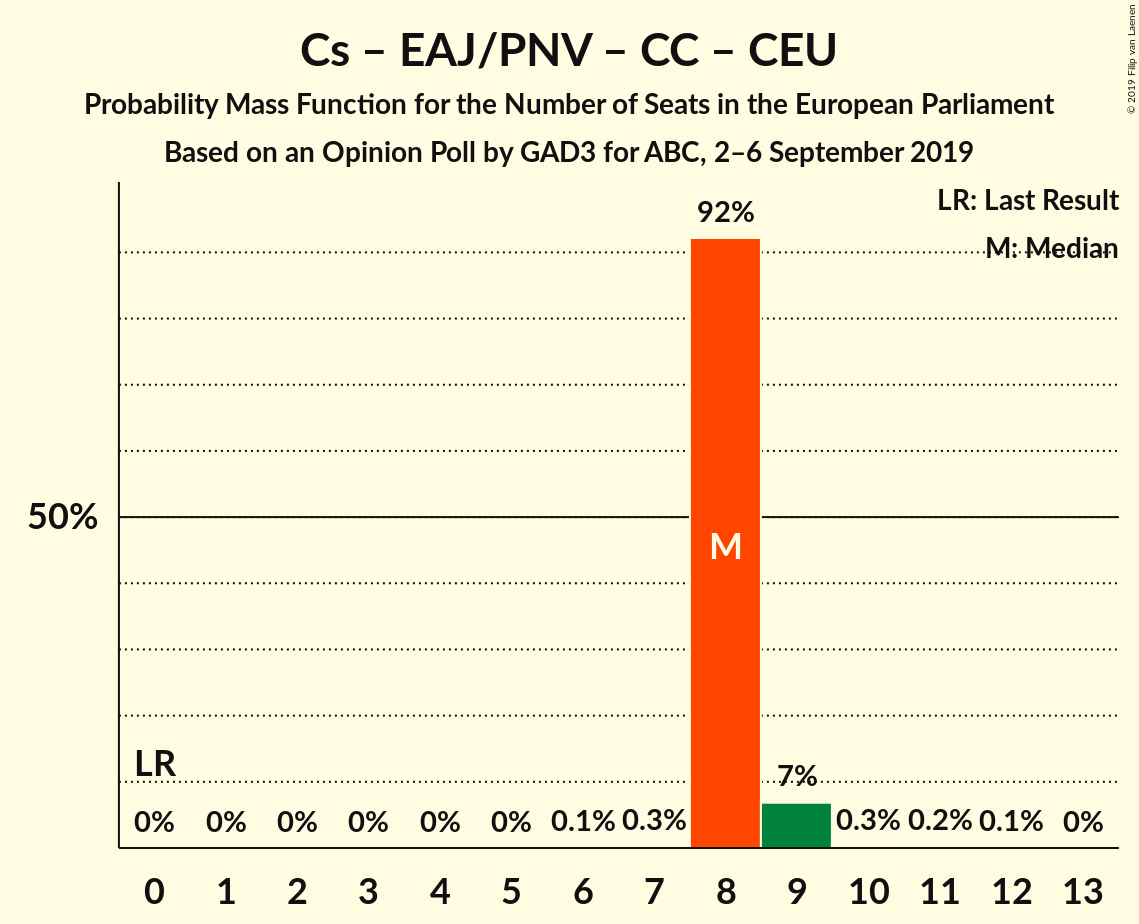 Cs – EAJ/PNV – CC – CEU
Probability Mass Function for the Number of Seats in the European Parliament
Based on an Opinion Poll by GAD3 for ABC, 2–6 September 2019
© 2019 Filip van Laenen
LR: Last Result
M: Median
92%
50%
M
LR
7%
0% 0% 0% 0% 0% 0% 0.1% 0.3% 0.3% 0.2% 0.1% 0%
0 1 2 3 4 5 6 7 8 9 10 11 12 13